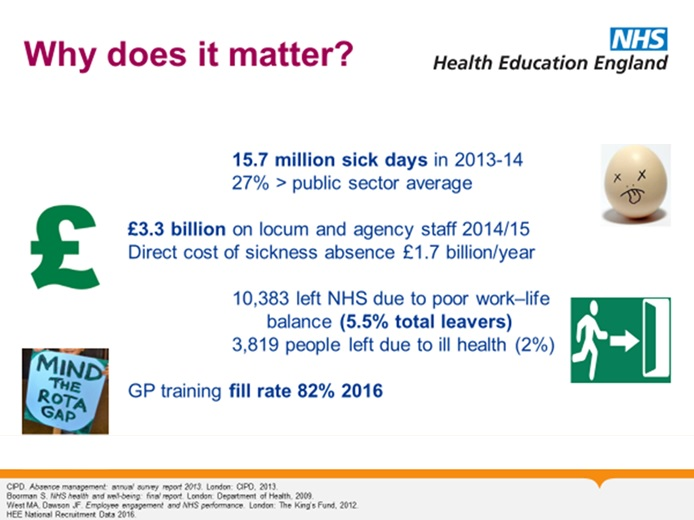 Why does it matter?
NHS
Health Education England
15.7 million sick days in 2013-14
27% > public sector average
£
£3.3 billion on locum and agency staff 2014/15
Direct cost of sickness absence £1.7 billion/year
10,383 left NHS due to poor work–life
balance (5.5% total leavers)
3,819 people left due to ill health (2%)
MIND
THE
ROTA
GAP
GP training fill rate 82% 2016
CIPD. Absence management: annual survey report 2013. London: CIPD, 2013.
Boorman S. NHS health and well-being: final report. London: Department of Health, 2009.
West MA, Dawson JF. Employee engagement and NHS performance. London: The King's Fund, 2012.
HEE National Recruitment Data 2016.